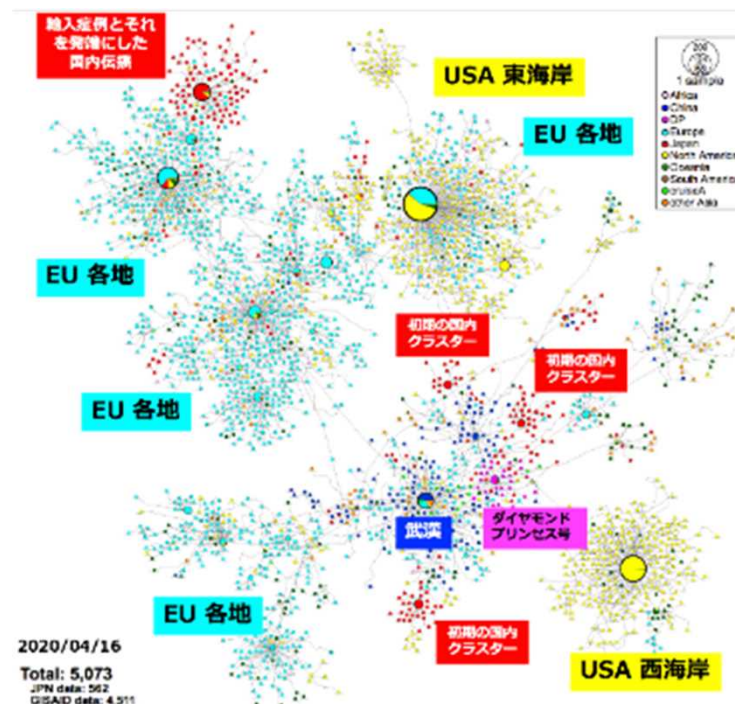 輸入症例とそれ
を発端にした
国内伝播
USA 東海岸
EU 各地
1 sample
Africa
China
DP
Europe
Japan
North America
Oceania
South America
cruiseA
other Asia
EU 各地
初期の国内
クラスター
初期の国内
クラスター
EU 各地
武漢
ダイヤモンド
プリンセス号
EU 各地
初期の国内
クラスター
USA 西海岸
2020/04/16
Total: 5,073
JPN data: 562
GISAID data: 4,511